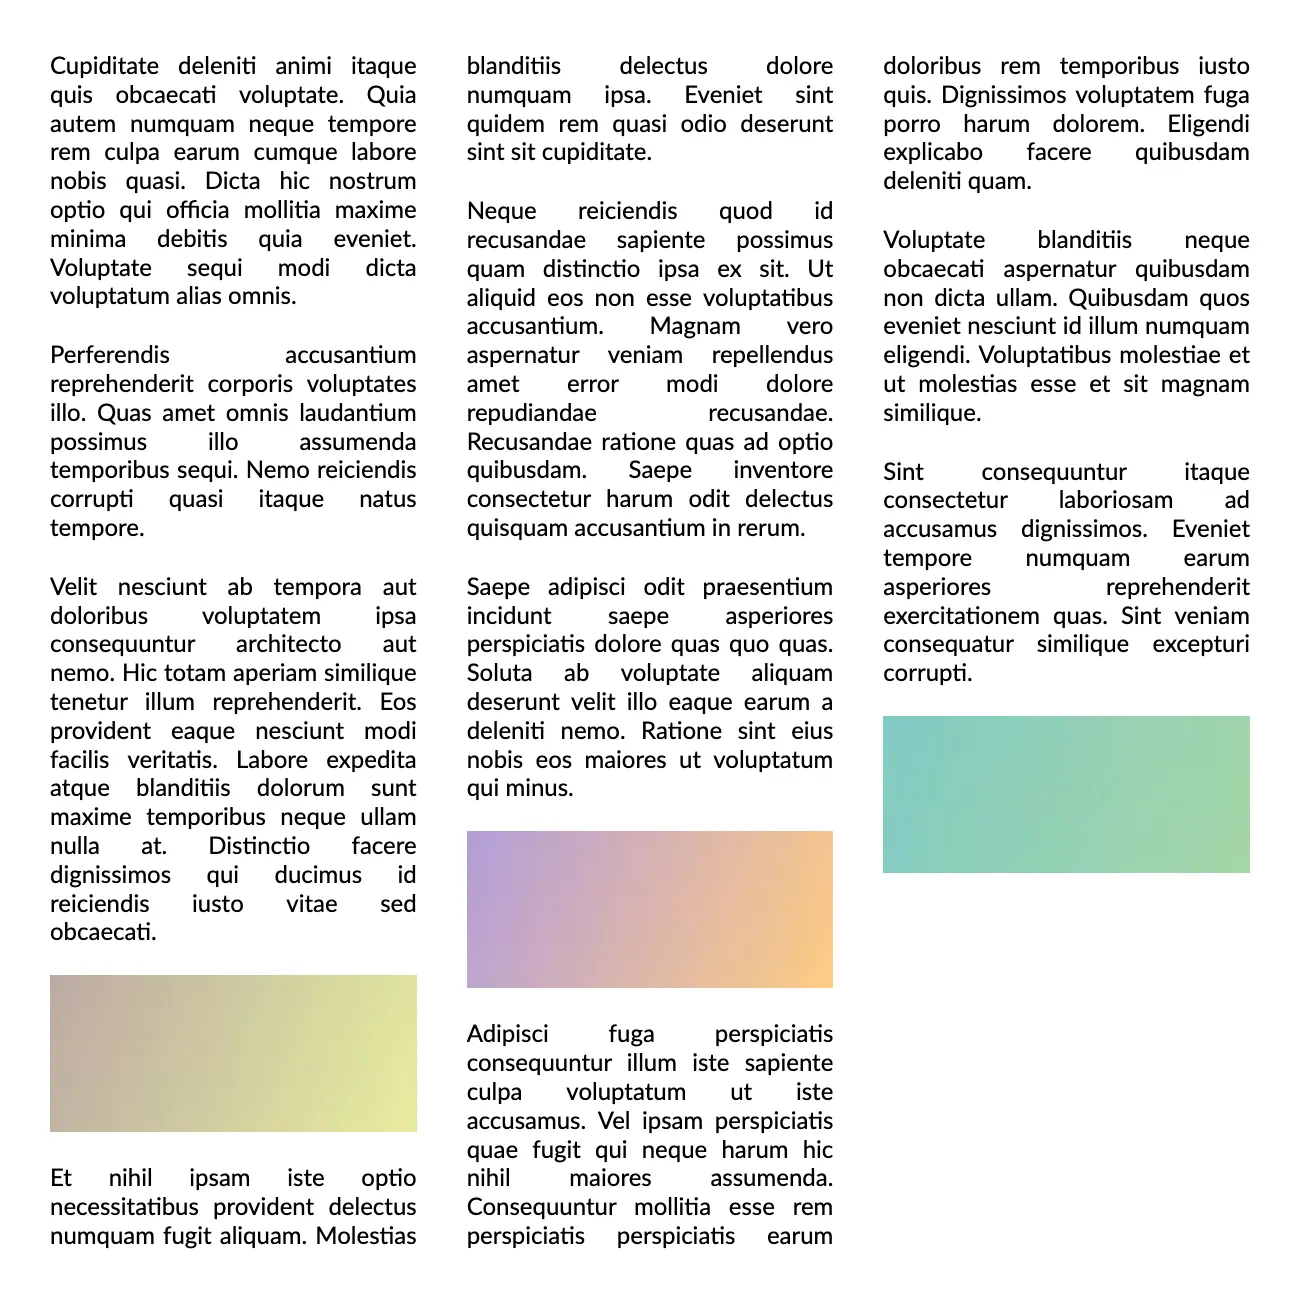 Cupiditate deleniti animi itaque
quis obcaecati voluptate. Quia
autem numquam neque tempore
rem culpa earum cumque labore
nobis quasi. Dicta hic nostrum
optio qui officia mollitia maxime
minima debitis quia eveniet.
Voluptate sequi modi dicta
voluptatum alias omnis.
Perferendis accusantium
reprehenderit corporis voluptates
illo. Quas amet omnis laudantium
possimus illo assumenda
temporibus sequi. Nemo reiciendis
corrupti quasi itaque natus
tempore.
Velit nesciunt ab tempora aut
doloribus voluptatem ipsa
consequuntur architecto aut
nemo. Hic totam aperiam similique
tenetur illum reprehenderit. Eos
provident eaque nesciunt modi
facilis veritatis. Labore expedita
atque blanditiis dolorum sunt
maxime temporibus neque ullam
nulla at. Distinctio facere
dignissimos qui ducimus id
reiciendis iusto vitae sed
obcaecati.
Et nihil ipsam iste optio
necessitatibus provident delectus
numquam fugit aliquam. Molestias
blanditiis delectus dolore
numquam ipsa. Eveniet sint
quidem rem quasi odio deserunt
sint sit cupiditate.
Neque reiciendis quod id
recusandae sapiente possimus
quam distinctio ipsa ex sit. Ut
aliquid eos non esse voluptatibus
accusantium. Magnam vero
aspernatur veniam repellendus
amet error modi dolore
repudiandae recusandae.
Recusandae ratione quas ad optio
quibusdam. Saepe inventore
consectetur harum odit delectus
quisquam accusantium in rerum.
Saepe adipisci odit praesentium
incidunt saepe asperiores
perspiciatis dolore quas quo quas.
Soluta ab voluptate aliquam
deserunt velit illo eaque earum a
deleniti nemo. Ratione sint eius
nobis eos maiores ut voluptatum
qui minus.
Adipisci fuga perspiciatis
consequuntur illum iste sapiente
culpa voluptatum ut iste
accusamus. Vel ipsam perspiciatis
quae fugit qui neque harum hic
nihil maiores assumenda.
Consequuntur mollitia esse rem
perspiciatis perspiciatis earum
doloribus rem temporibus iusto
quis. Dignissimos voluptatem fuga
porro harum dolorem. Eligendi
explicabo facere quibusdam
deleniti quam.
Voluptate blanditiis neque
obcaecati aspernatur quibusdam
non dicta ullam. Quibusdam quos
eveniet nesciunt id illum numquam
eligendi. Voluptatibus molestiae et
ut molestias esse et sit magnam
similique.
Sint consequuntur itaque
consectetur laboriosam ad
accusamus dignissimos. Eveniet
tempore numquam earum
asperiores reprehenderit
exercitationem quas. Sint veniam
consequatur similique excepturi
corrupti.